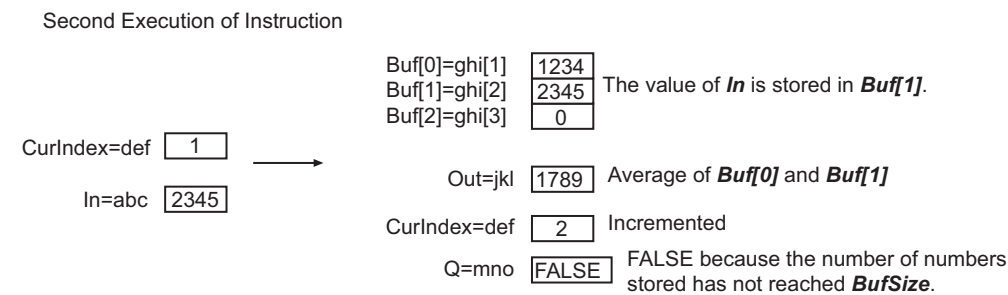 Second Execution of Instruction
Buf[0]=ghi[1] 1234
Buf[1]=ghi[2] 2345 The value of In is stored in Buf[1].
Buf[2]=ghi[3] 0
CurIndex=def 1
In=abc 2345
Out=jkl 1789 Average of Buf[0] and Buf[1]
CurIndex=def 2 Incremented
Q=mno FALSE FALSE because the number of numbers
stored has not reached BufSize.